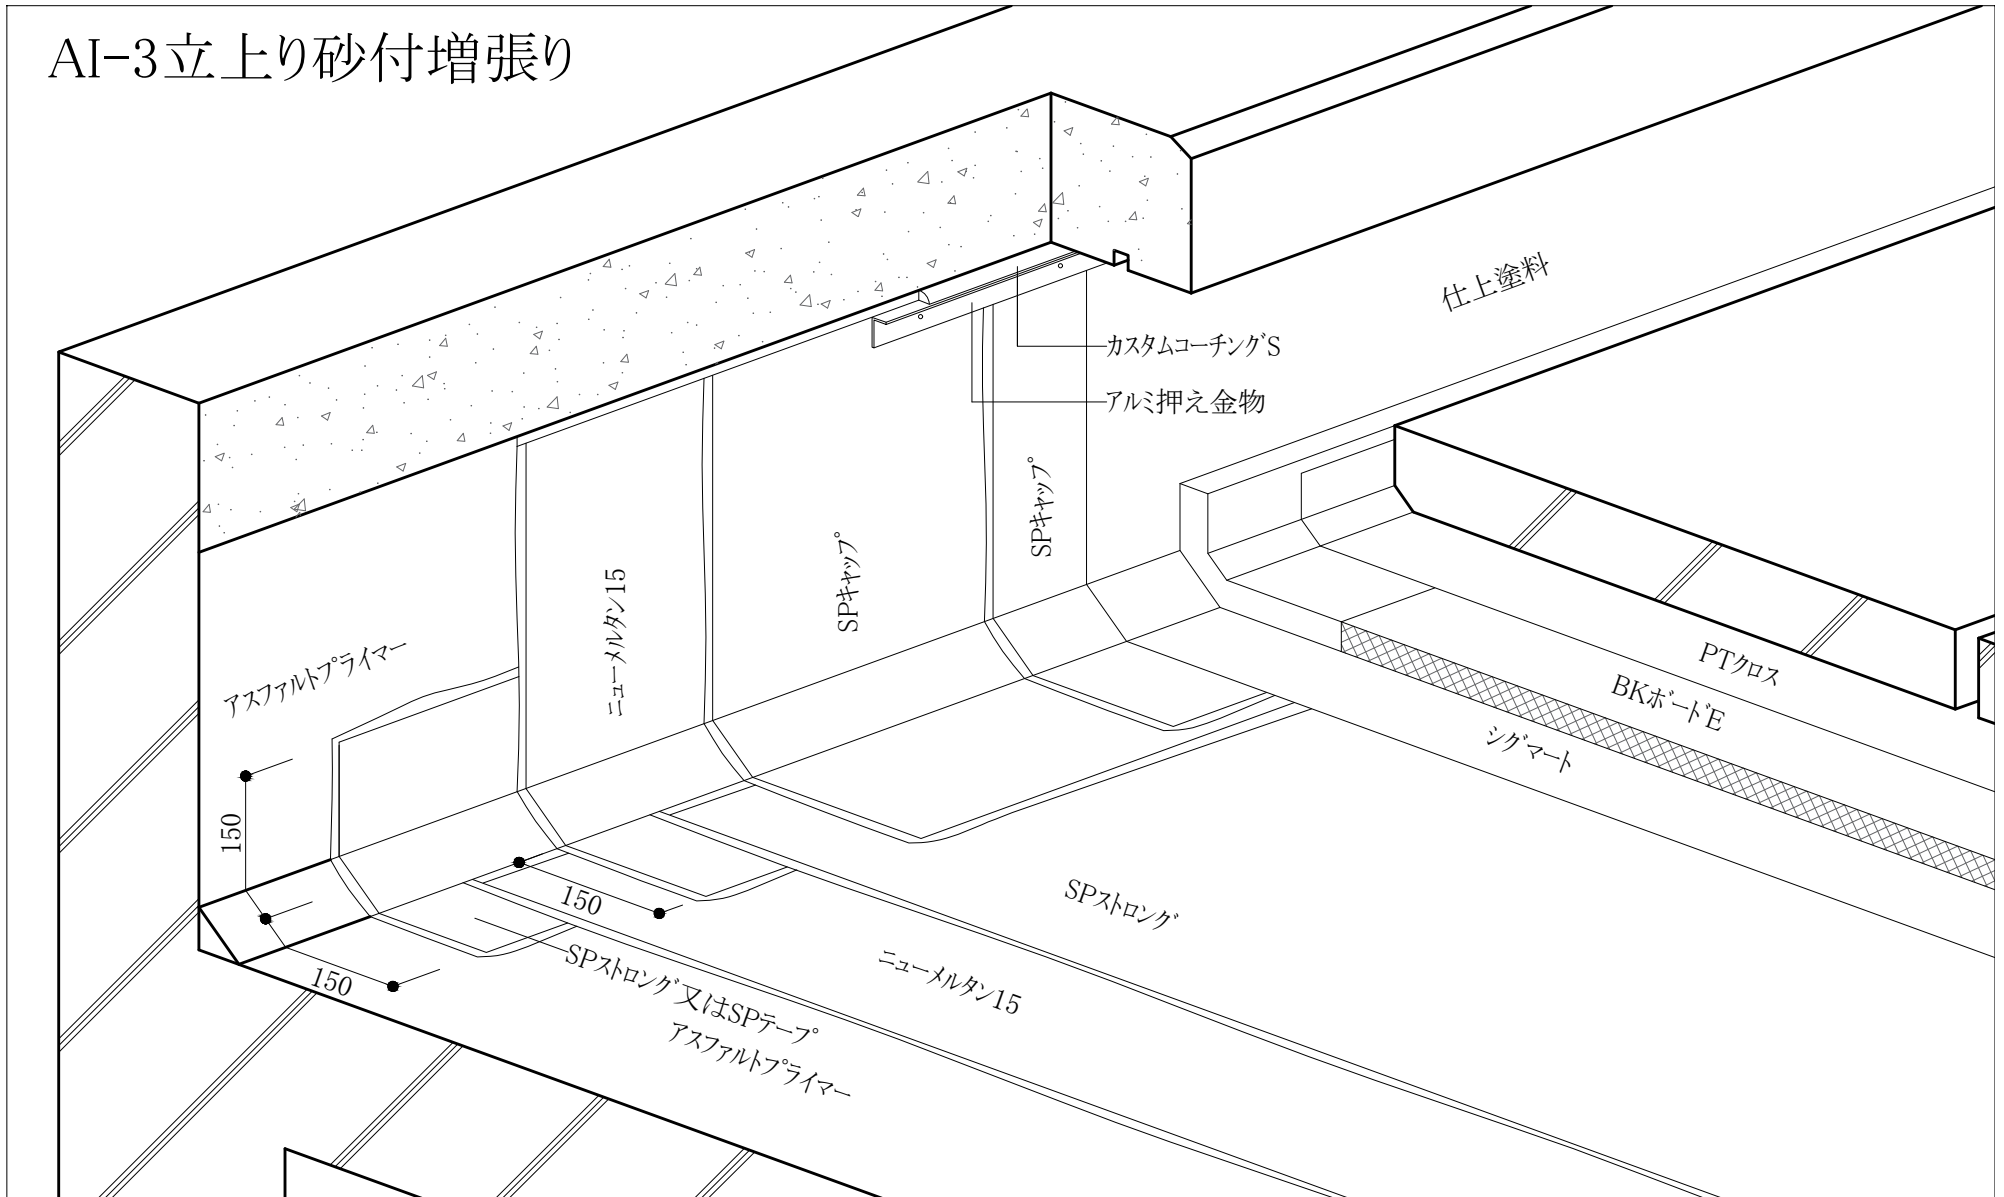 AI-3立上り砂付増張り
仕上塗料
カスタムコーチングS
アルミ押え金物
SPキャップ
SPキャップ
ニューメルタン15
アスファルトプライマー
PTクロス
BKボードE
シグマート
150
150
150
SPストロング
ニューメルタン15
SPストロング又はSPテープ
アスファルトプライマー